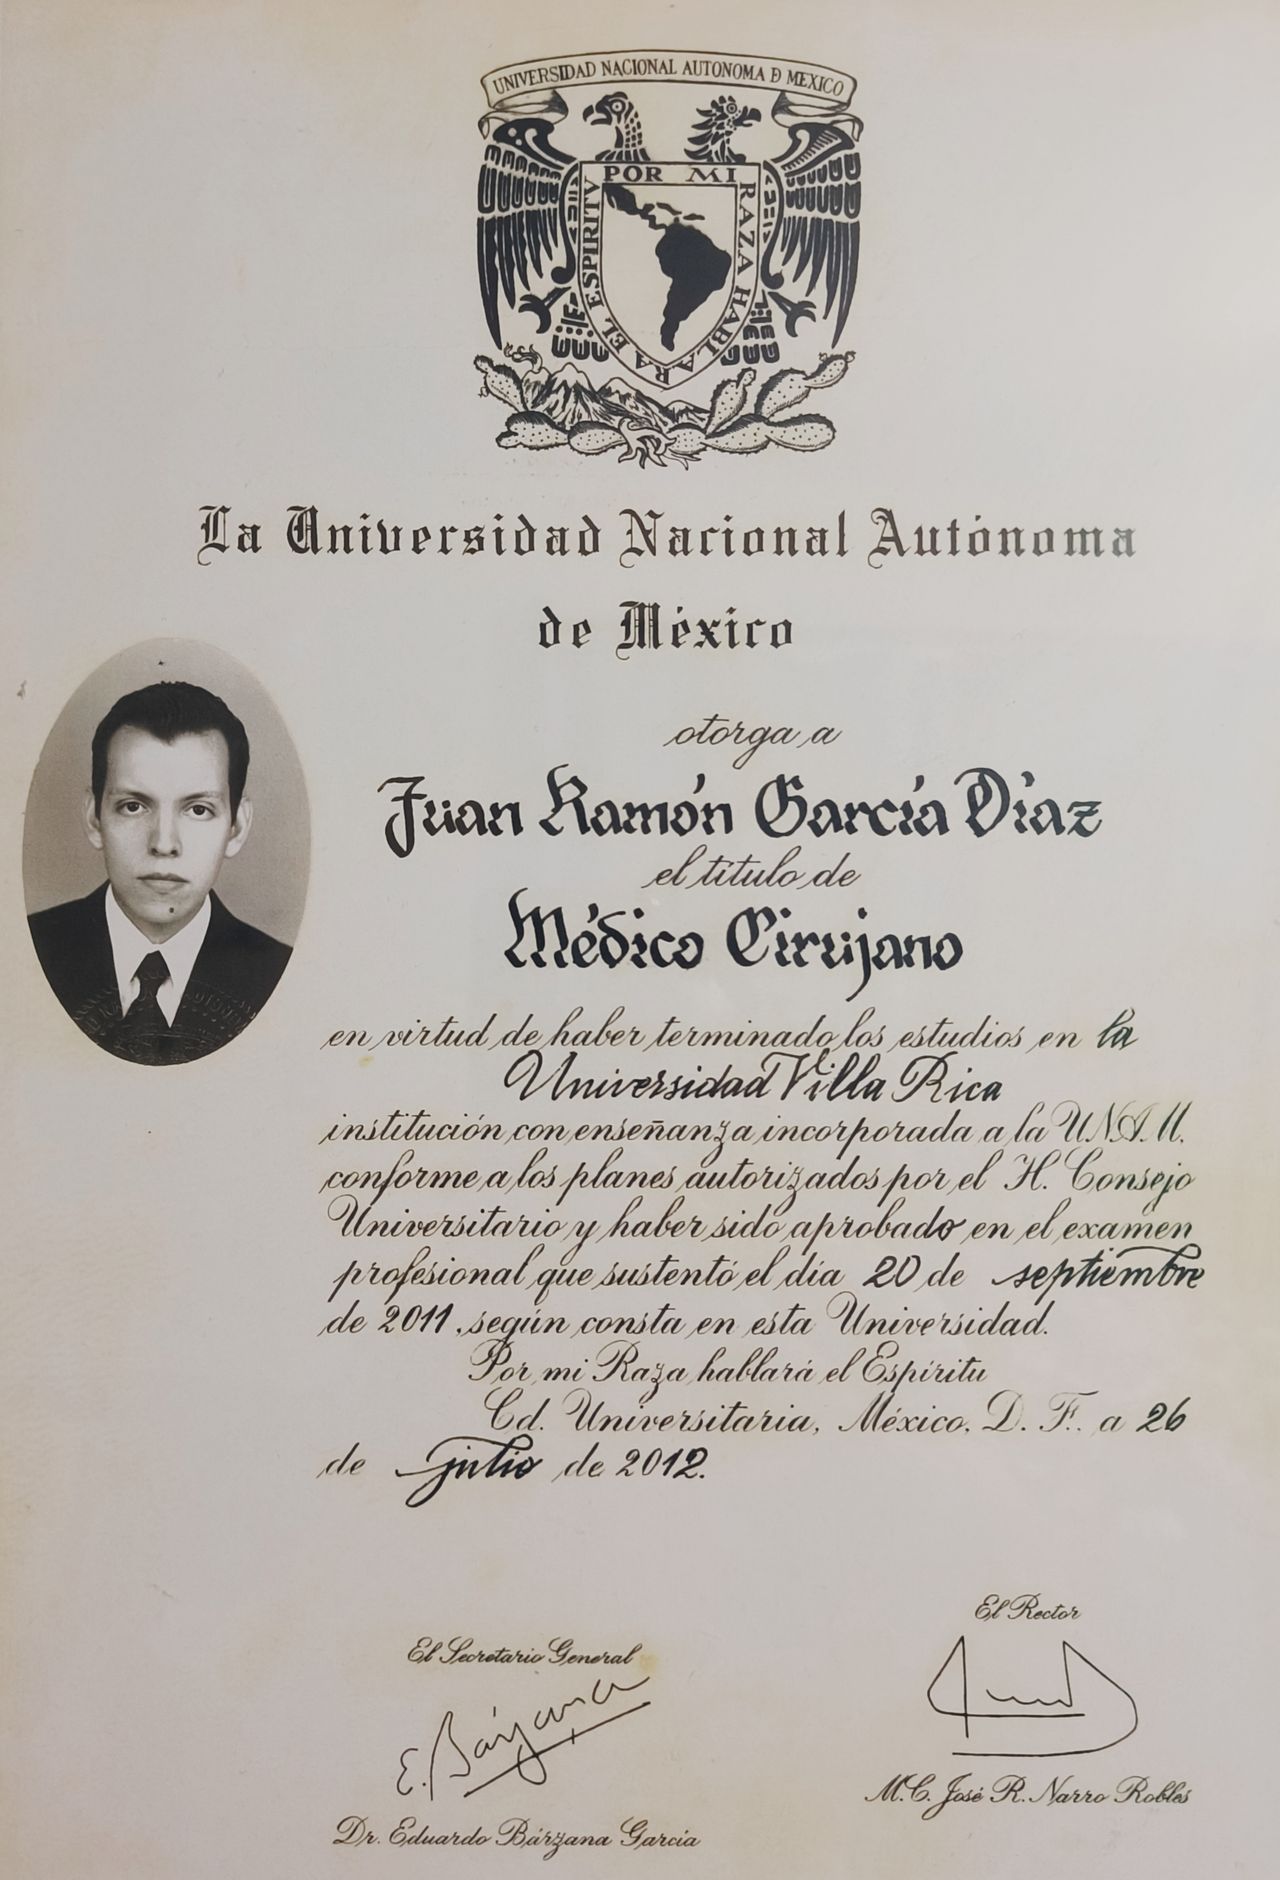 UNIVERSIDAD NACIONAL AUTONOMA D MEXICO
POR MI RAZA HABLARA EL ESPIRITV
La Universidad Nacional Autónoma
de México
otorga a
Juan Ramón García Díaz
el título de
Médico Cirujano
en virtud de haber terminado los estudios en la
Universidad Villa Rica
institución con enseñanza incorporada a la U.N.A.M.
conforme a los planes autorizados por el H. Consejo
Universitario y haber sido aprobado en el examen
profesional que sustentó el día 20 de septiembre
de 2011, según consta en esta Universidad.
Por mi Raza hablará el Espíritu
Cd. Universitaria, México, D. F., a 26
de julio de 2012.
El Rector
El Secretario General
E. Bárzana
M.C. José R. Narro Robles
Dr. Eduardo Bárzana García